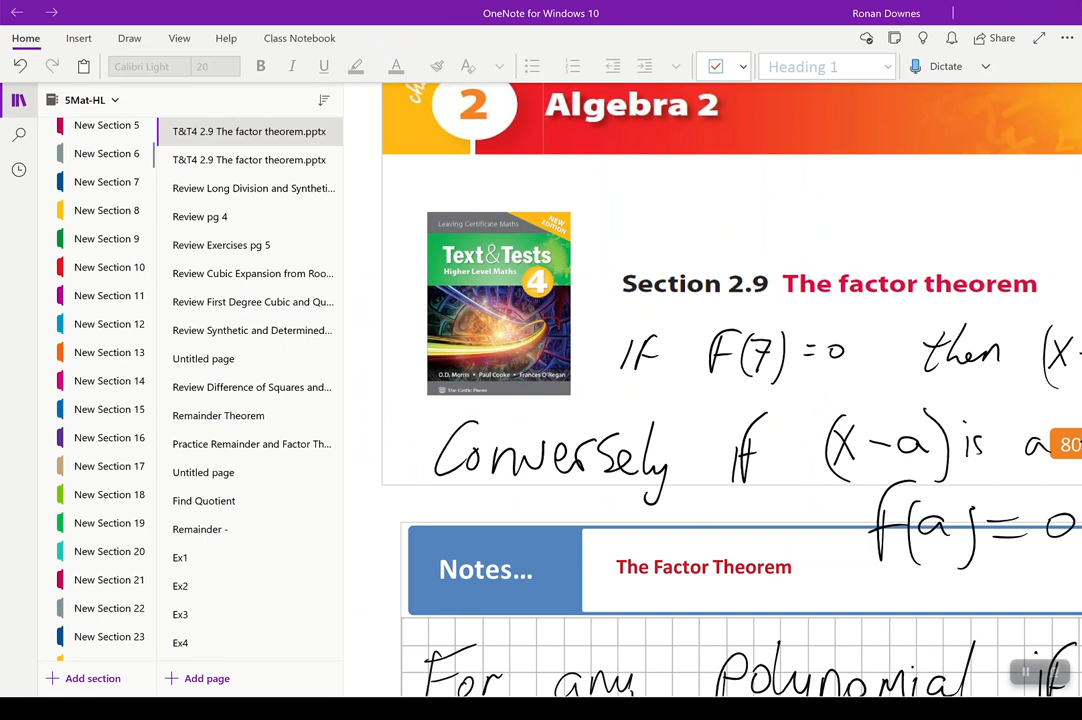 OneNote for Windows 10
Ronan Downes
Home
Insert
Draw
View
Help
Class Notebook
Share
Calibri Light
20
B
I
U
A
Heading 1
Dictate
5Mat-HL
New Section 5
New Section 6
New Section 7
New Section 8
New Section 9
New Section 10
New Section 11
New Section 12
New Section 13
New Section 14
New Section 15
New Section 16
New Section 17
New Section 18
New Section 19
New Section 20
New Section 21
New Section 22
New Section 23
Add section
T&T4 2.9 The factor theorem.pptx
T&T4 2.9 The factor theorem.pptx
Review Long Division and Syntheti...
Review pg 4
Review Exercises pg 5
Review Cubic Expansion from Roo...
Review First Degree Cubic and Qu...
Review Synthetic and Determined...
Untitled page
Review Difference of Squares and...
Remainder Theorem
Practice Remainder and Factor Th...
Untitled page
Find Quotient
Remainder -
Ex1
Ex2
Ex3
Ex4
Add page
2
Algebra 2
Leaving Certificate Maths
NEW EDITION
Text & Tests
Higher Level Maths
4
O.D. Morris • Paul Cooke • Frances O'Regan
The Celtic Press
Section 2.9 The factor theorem
If F(7) = 0 then (x-
Conversely if (x-a) is a
80
f(a) = 0
Notes...
The Factor Theorem
For any polynomial if